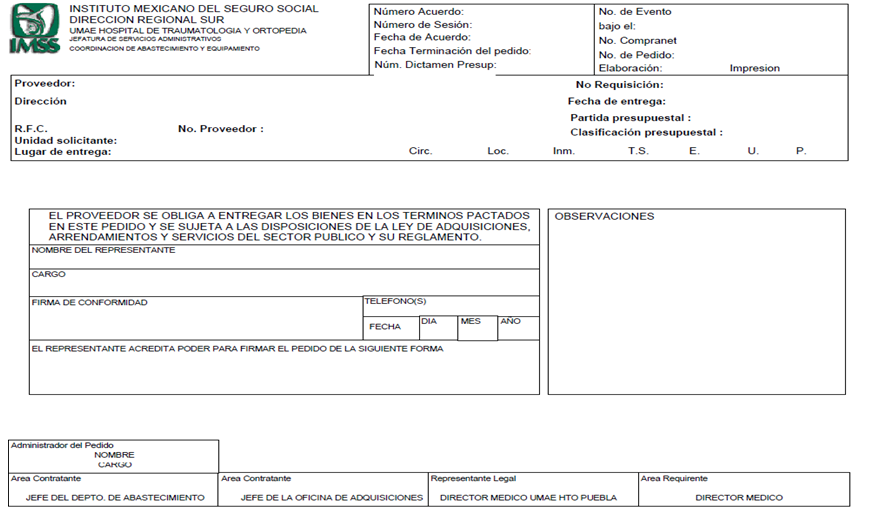 IMSS
INSTITUTO MEXICANO DEL SEGURO SOCIAL
DIRECCION REGIONAL SUR
UMAE HOSPITAL DE TRAUMATOLOGIA Y ORTOPEDIA
JEFATURA DE SERVICIOS ADMINISTRATIVOS
COORDINACION DE ABASTECIMIENTO Y EQUIPAMIENTO
Número Acuerdo:
Número de Sesión:
Fecha de Acuerdo:
Fecha Terminación del pedido:
Núm. Dictamen Presup:
No. de Evento
bajo el:
No. Compranet
No. de Pedido:
Elaboración: Impresion
Proveedor:
Dirección
R.F.C. No. Proveedor :
Unidad solicitante:
Lugar de entrega:
No Requisición:
Fecha de entrega:
Partida presupuestal :
Clasificación presupuestal :
Circ. Loc. Inm. T.S. E. U. P.
EL PROVEEDOR SE OBLIGA A ENTREGAR LOS BIENES EN LOS TERMINOS PACTADOS
EN ESTE PEDIDO Y SE SUJETA A LAS DISPOSICIONES DE LA LEY DE ADQUISICIONES,
ARRENDAMIENTOS Y SERVICIOS DEL SECTOR PUBLICO Y SU REGLAMENTO.
NOMBRE DEL REPRESENTANTE
CARGO
FIRMA DE CONFORMIDAD
TELEFONO(S)
FECHA DIA MES AÑO
EL REPRESENTANTE ACREDITA PODER PARA FIRMAR EL PEDIDO DE LA SIGUIENTE FORMA
OBSERVACIONES
Administrador del Pedido
NOMBRE
CARGO
Area Contratante
JEFE DEL DEPTO. DE ABASTECIMIENTO
Area Contratante
JEFE DE LA OFICINA DE ADQUISICIONES
Representante Legal
DIRECTOR MEDICO UMAE HTO PUEBLA
Area Requirente
DIRECTOR MEDICO